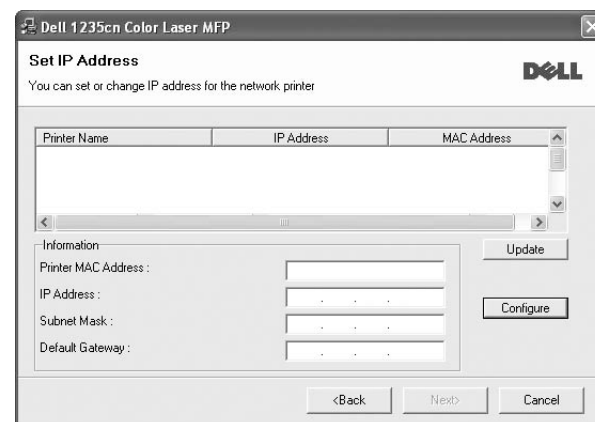 Dell 1235cn Color Laser MFP
Set IP Address
You can set or change IP address for the network printer
DELL
Printer Name IP Address MAC Address
Information
Update
Printer MAC Address :
IP Address :
Configure
Subnet Mask :
Default Gateway :
<Back Next> Cancel